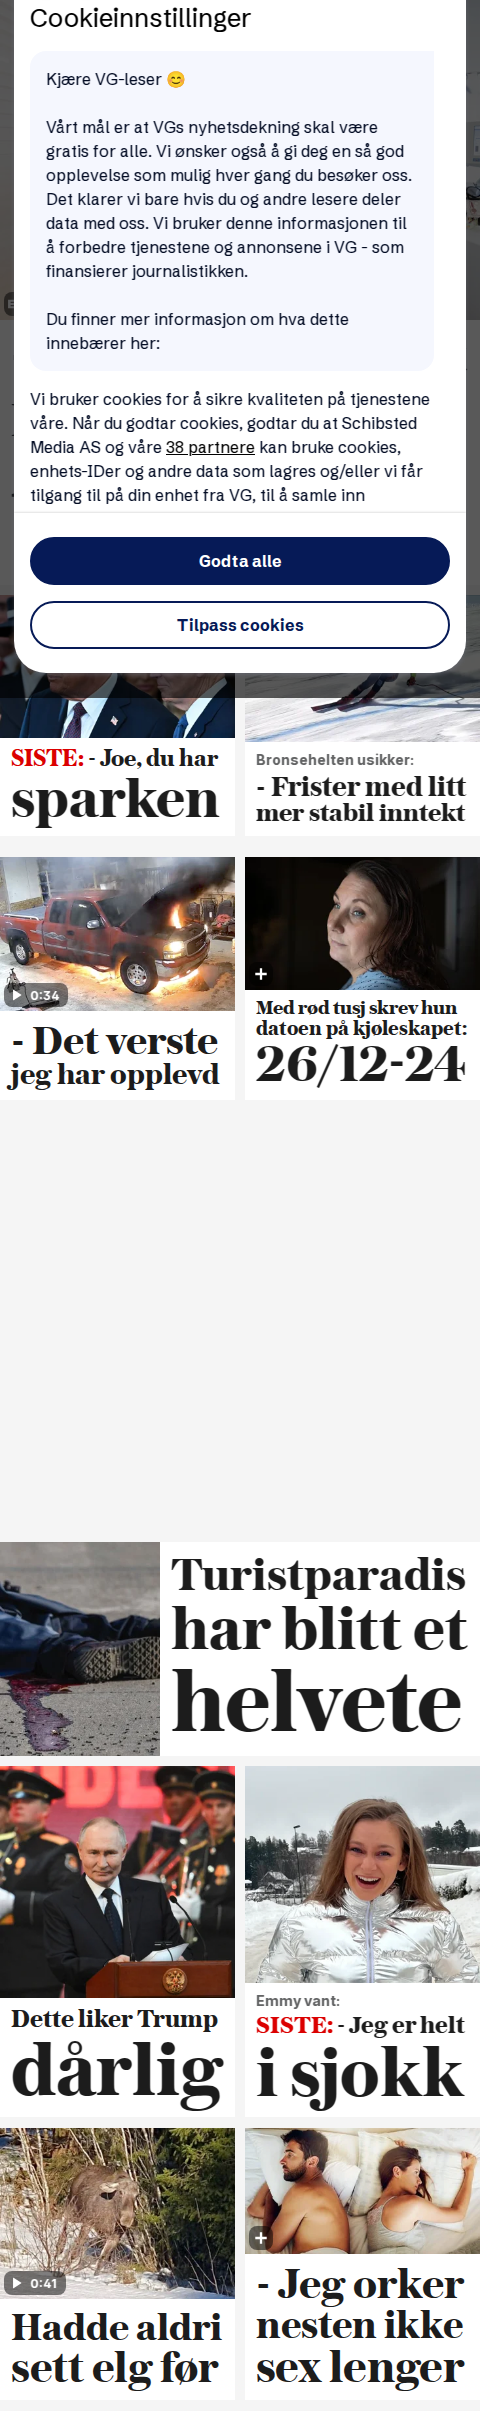 Cookieinnstillinger
Kjære VG-leser 😊
Vårt mål er at VGs nyhetsdekning skal være
gratis for alle. Vi ønsker også å gi deg en så god
opplevelse som mulig hver gang du besøker oss.
Det klarer vi bare hvis du og andre lesere deler
data med oss. Vi bruker denne informasjonen til
å forbedre tjenestene og annonsene i VG - som
finansierer journalistikken.
Du finner mer informasjon om hva dette
innebærer her:
Vi bruker cookies for å sikre kvaliteten på tjenestene
våre. Når du godtar cookies, godtar du at Schibsted
Media AS og våre 38 partnere kan bruke cookies,
enhets-IDer og andre data som lagres og/eller vi får
tilgang til på din enhet fra VG, til å samle inn
Godta alle
Tilpass cookies
SISTE: - Joe, du har
sparken
Bronsehelten usikker:
- Frister med litt
mer stabil inntekt
0:34
- Det verste
jeg har opplevd
Med rød tusj skrev hun
datoen på kjøleskapet:
26/12-24
Turistparadis
har blitt et
helvete
Dette liker Trump
dårlig
Emmy vant:
SISTE: - Jeg er helt
i sjokk
0:41
Hadde aldri
sett elg før
- Jeg orker
nesten ikke
sex lenger